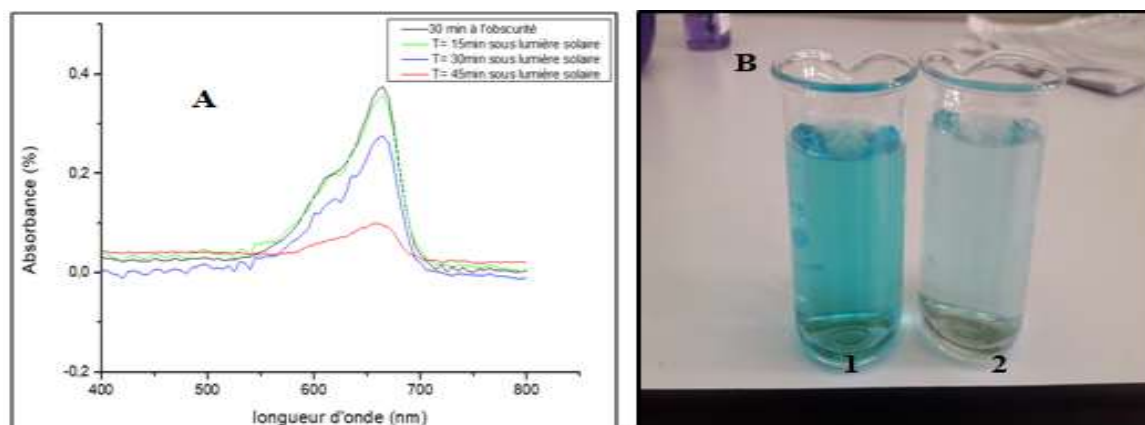 30 min à l'obscurité
T= 15min sous lumière solaire
T= 30min sous lumière solaire
T= 45min sous lumière solaire
A
0,4
0,2
0,0
-0,2
Absorbance (%)
400
500
600
700
800
longueur d'onde (nm)
B
1
2